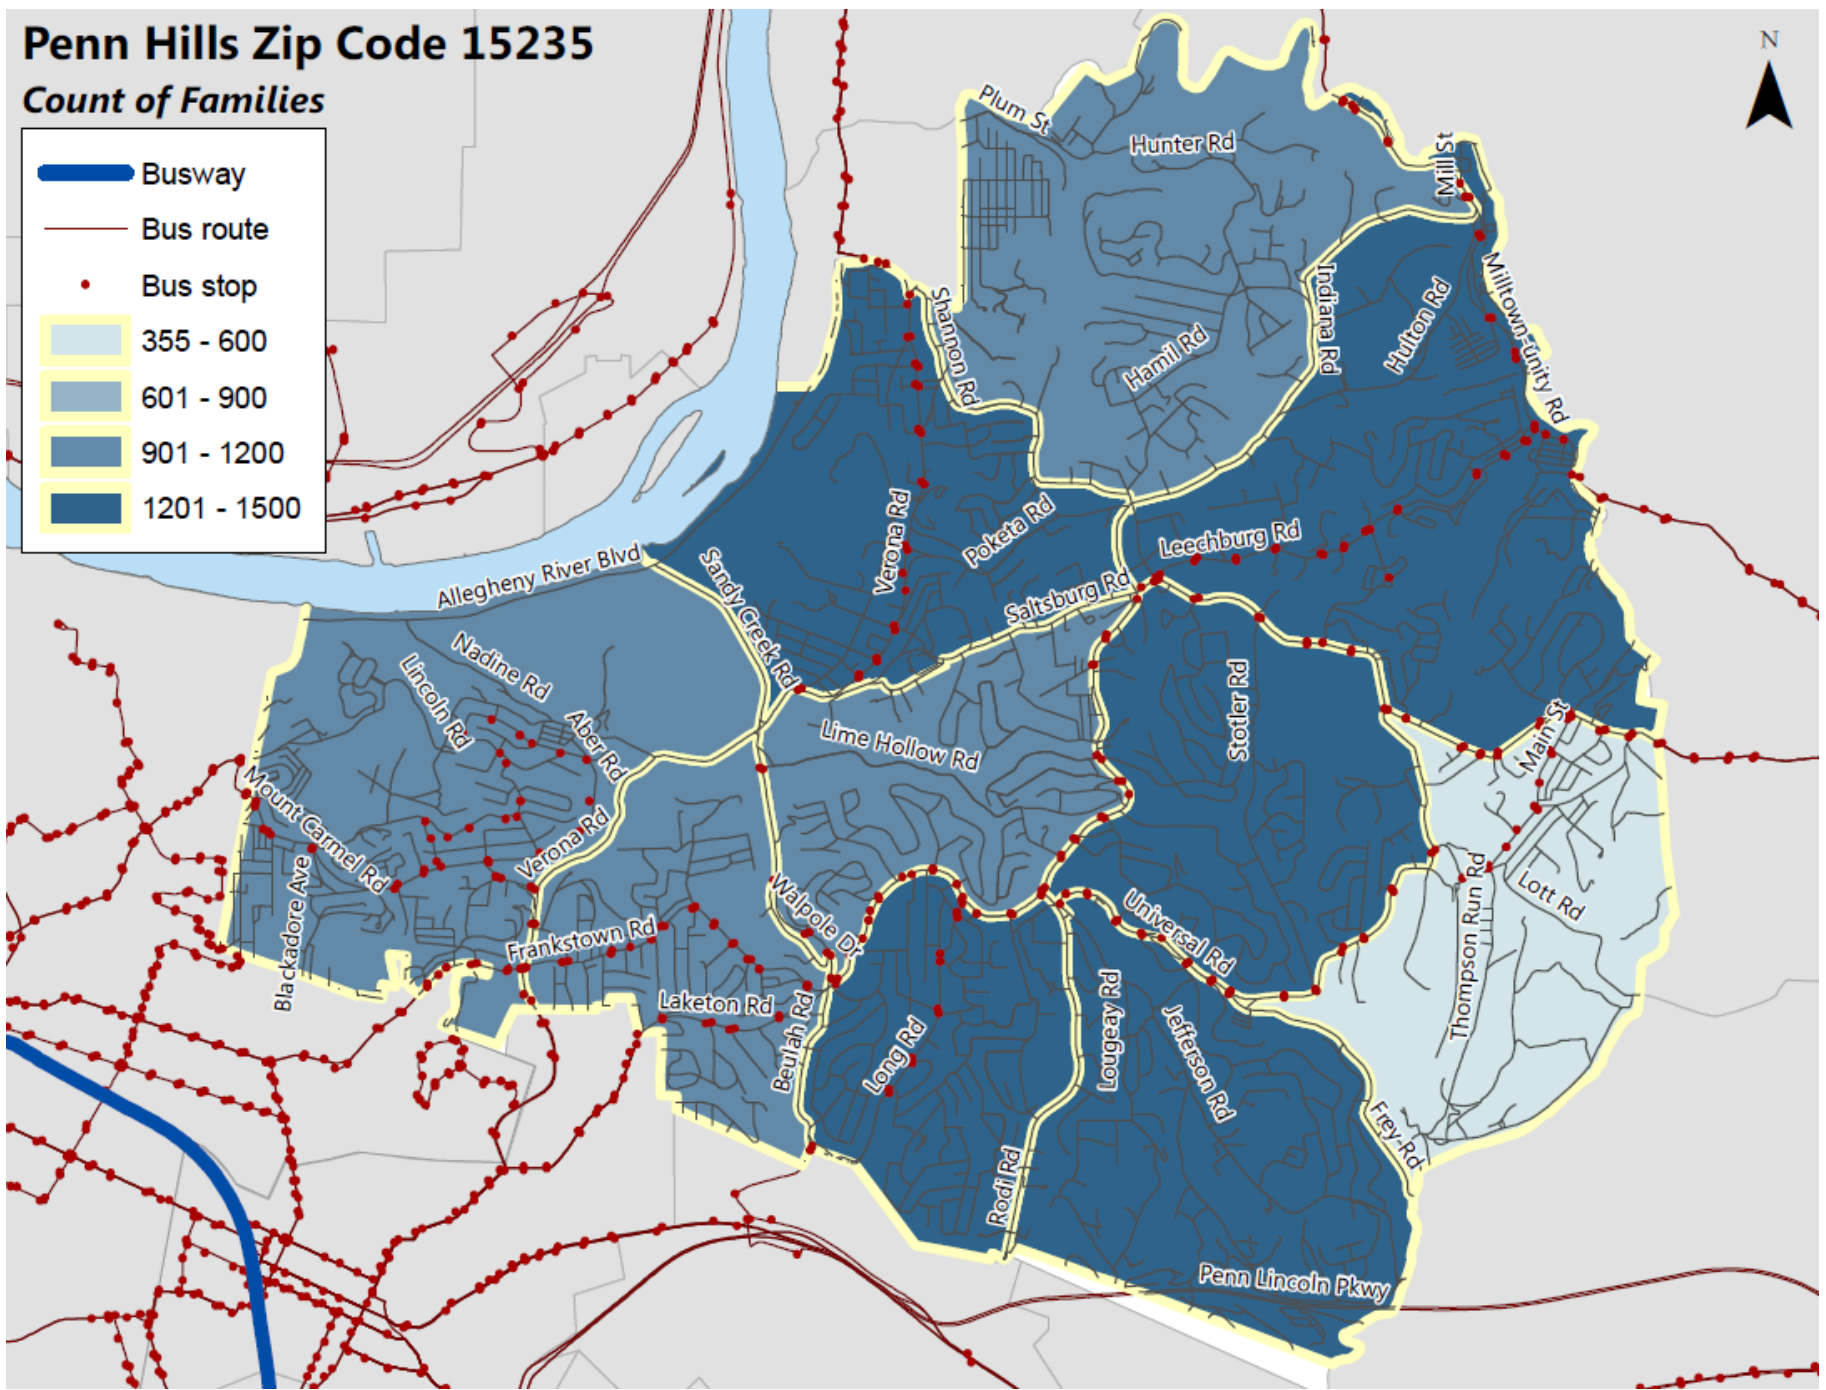 Penn Hills Zip Code 15235
Count of Families
Busway
Bus route
Bus stop
355 - 600
601 - 900
901 - 1200
1201 - 1500
N
Plum St
Hunter Rd
Mill St
Shannon Rd
Indiana Rd
Hulton Rd
Milltown-unity Rd
Hamil Rd
Verona Rd
Poketa Rd
Leechburg Rd
Allegheny River Blvd
Sandy Creek Rd
Saltsburg Rd
Nadine Rd
Lincoln Rd
Aber Rd
Lime Hollow Rd
Stotler Rd
Main St
Mount Carmel Rd
Verona Rd
Blackadore Ave
Frankstown Rd
Walpole Dr
Universal Rd
Thompson Run Rd
Lott Rd
Laketon Rd
Beulah Rd
Long Rd
Lougeay Rd
Jefferson Rd
Frey-Rd
Rodi Rd
Penn Lincoln Pkwy